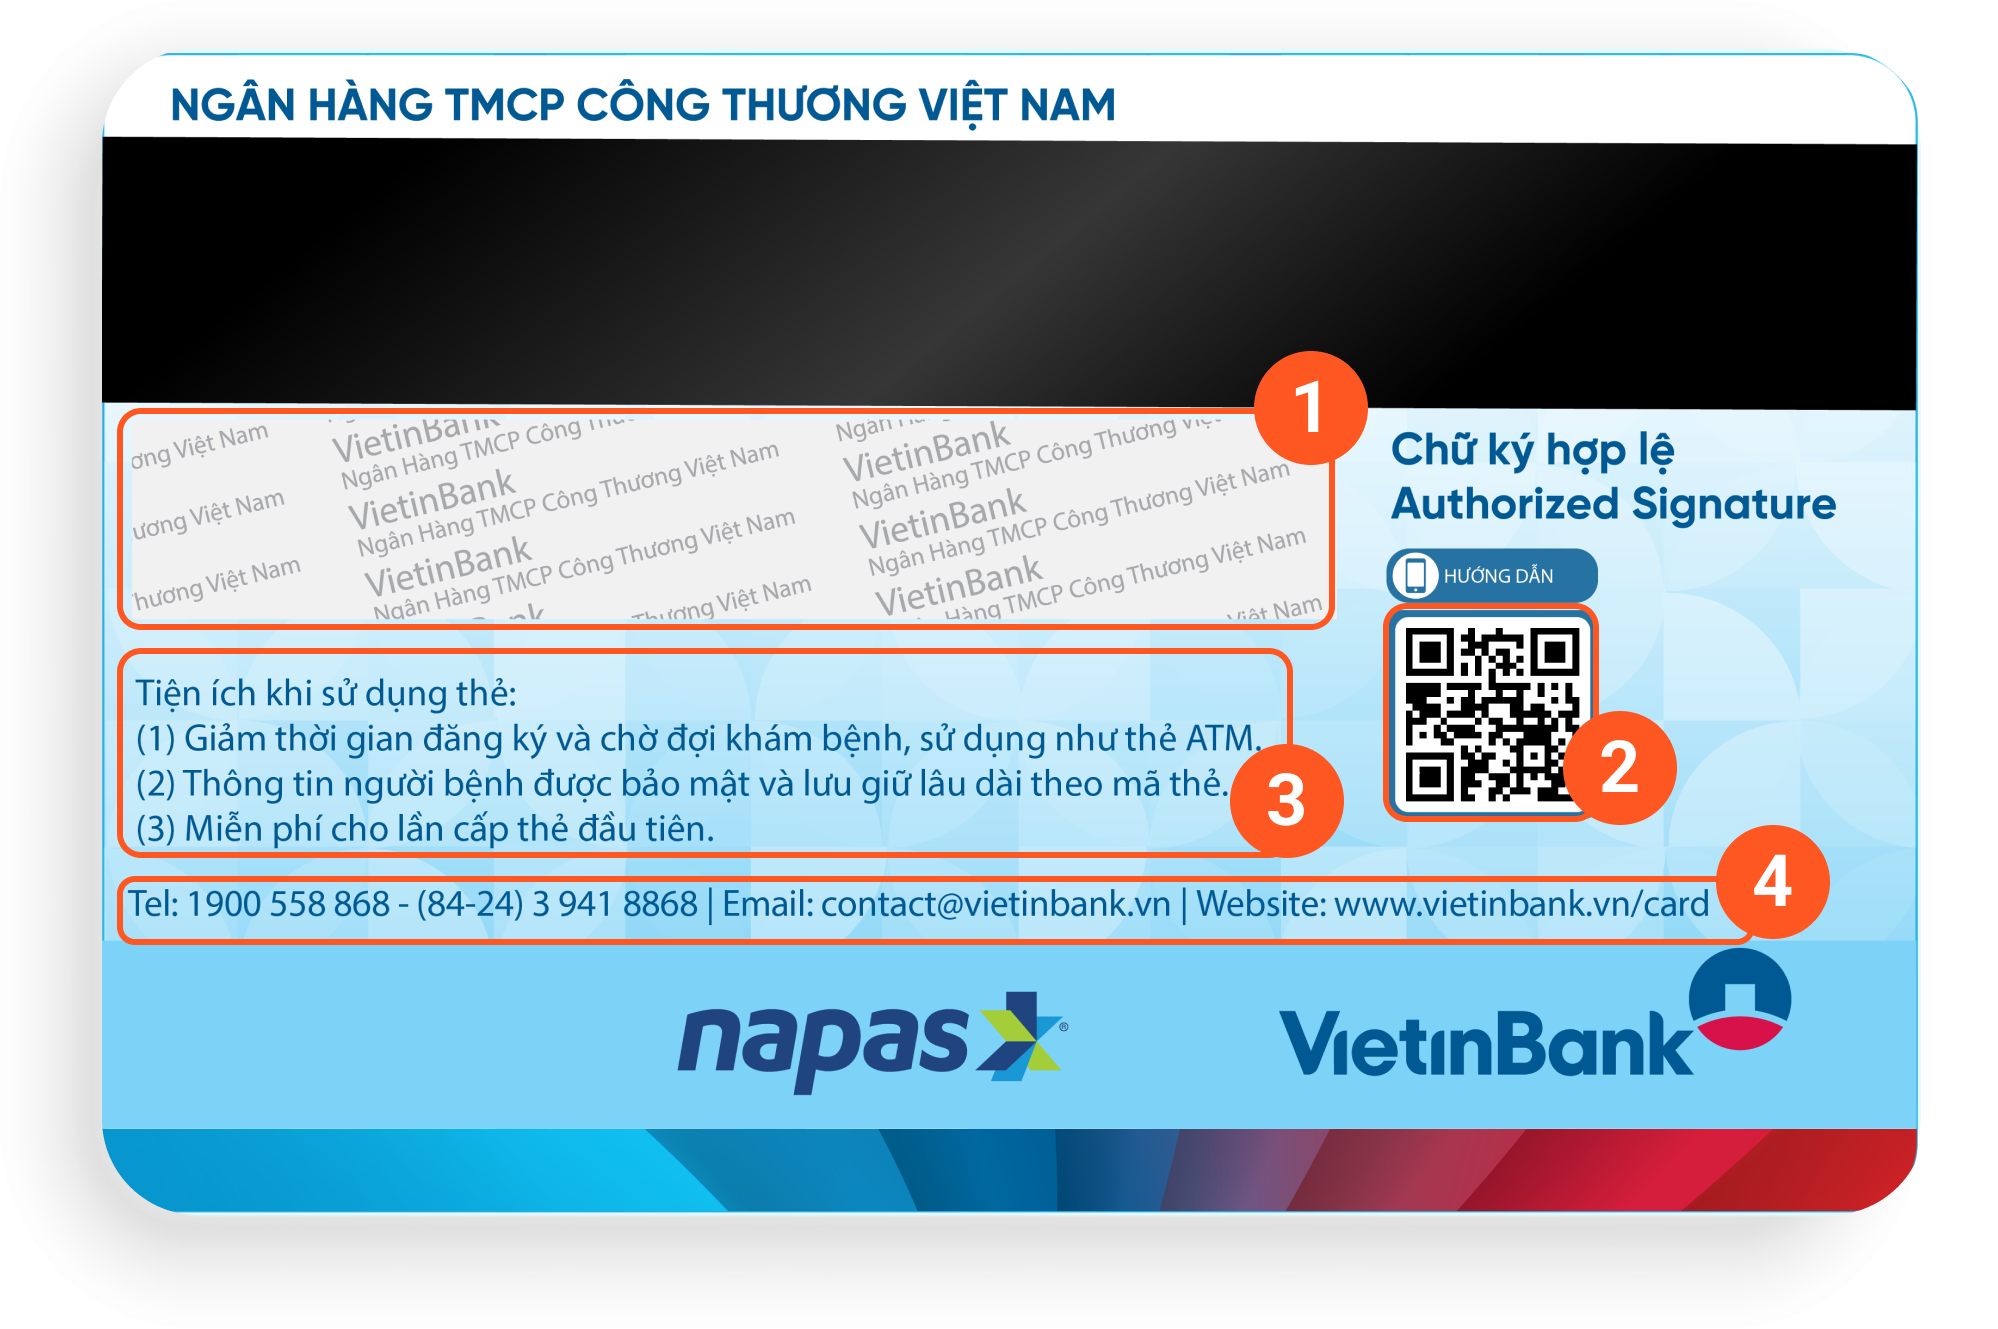 NGÂN HÀNG TMCP CÔNG THƯƠNG VIỆT NAM
1
ơng Việt Nam
VietinBank
Ngân Hàng TMCP Công Thương
Ngân
VietinBank
Ngân Hàng TMCP Công Thương Việt
ương Việt Nam
VietinBank
Ngân Hàng TMCP Công Thương Việt Nam
VietinBank
Ngân Hàng TMCP Công Thương Việt Nam
hương Việt Nam
VietinBank
Ngân Hàng TMCP Công Thương Việt Nam
VietinBank
Hàng TMCP Công Thương Việt Nam
nk
Thương Việt Nam
Việt Nam
Chữ ký hợp lệ
Authorized Signature
HƯỚNG DẪN
2
Tiện ích khi sử dụng thẻ:
(1) Giảm thời gian đăng ký và chờ đợi khám bệnh, sử dụng như thẻ ATM.
(2) Thông tin người bệnh được bảo mật và lưu giữ lâu dài theo mã thẻ.
(3) Miễn phí cho lần cấp thẻ đầu tiên.
3
Tel: 1900 558 868 - (84-24) 3 941 8868 | Email: contact@vietinbank.vn | Website: www.vietinbank.vn/card
4
napas ®
VietinBank